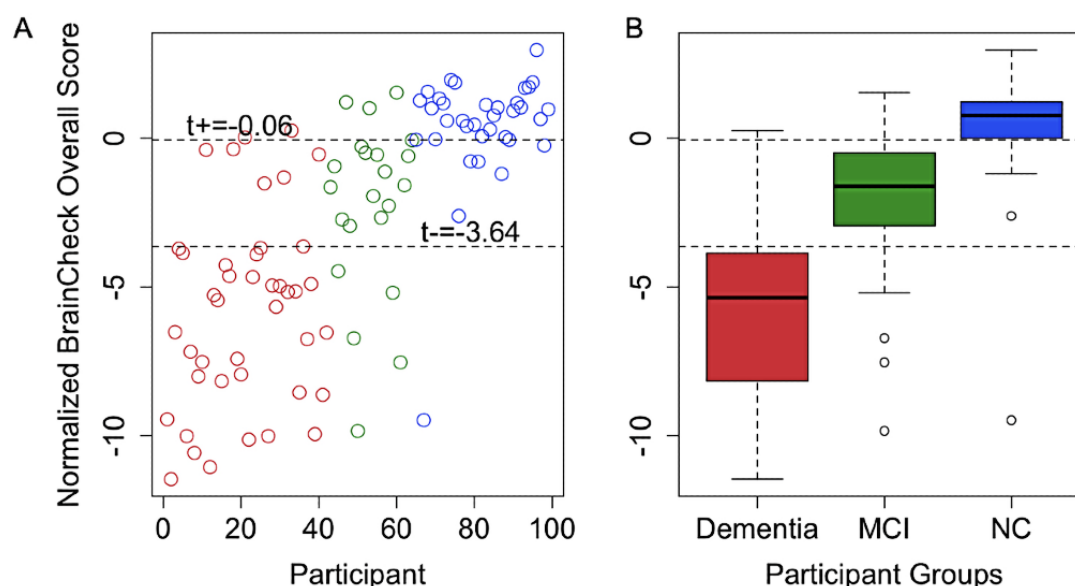 A
Normalized BrainCheck Overall Score
0
-5
-10
t+=-0.06
t-=-3.64
0
20
40
60
80
100
Participant
B
0
-5
-10
Dementia
MCI
NC
Participant Groups